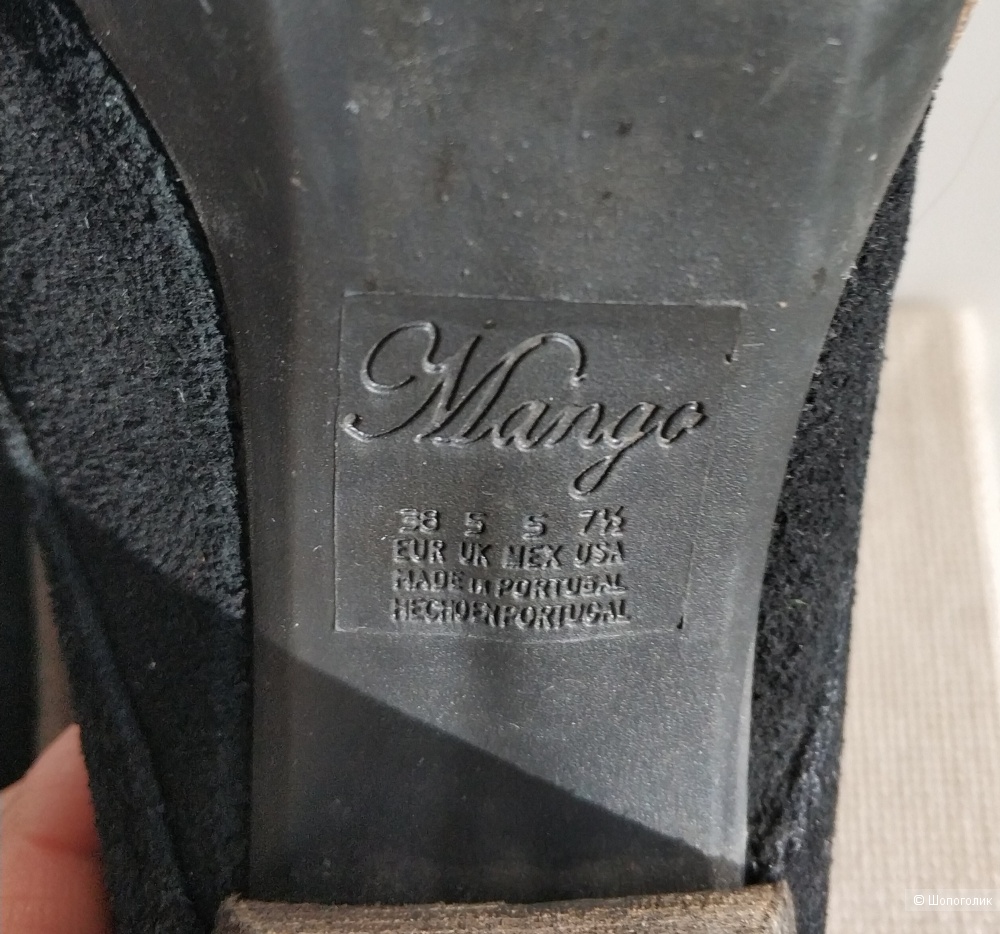 Mango
38 5 5 7½
EUR UK MEX USA
MADE IN PORTUGAL
HECHO EN PORTUGAL
© Шопоголик